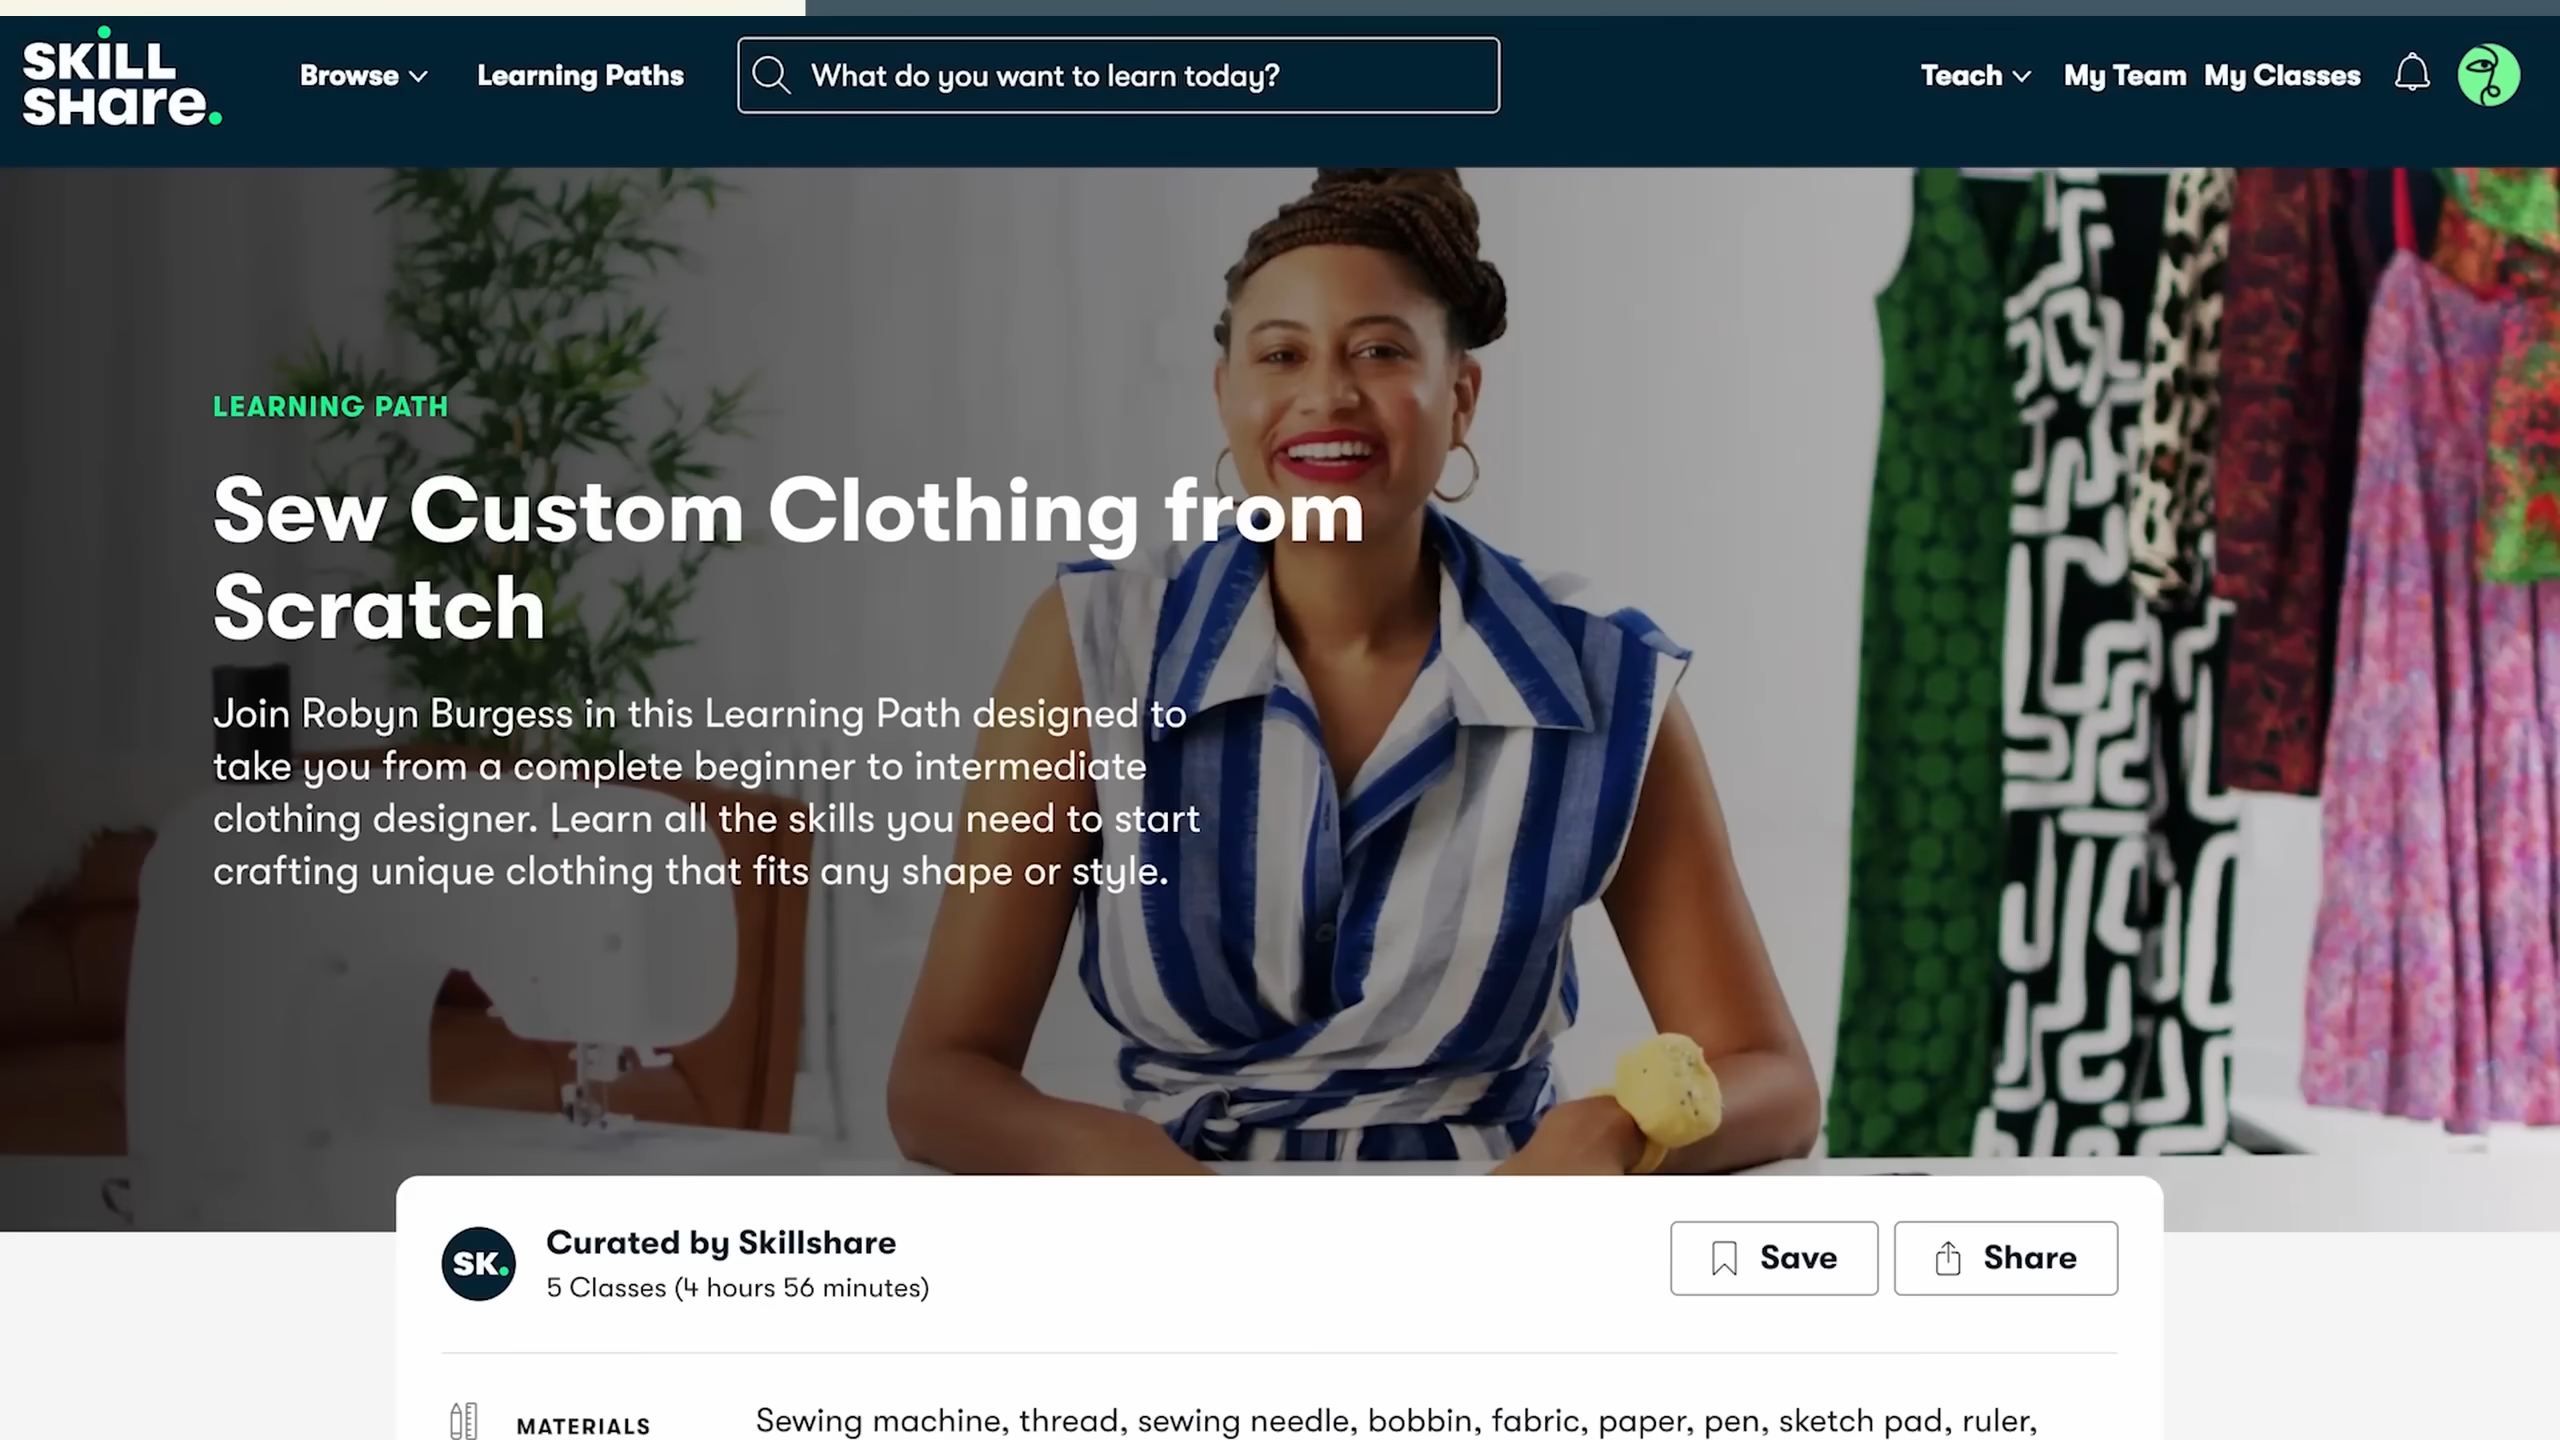 SKILL
SHare.
Browse
Learning Paths
What do you want to learn today?
Teach
My Team
My Classes
LEARNING PATH
Sew Custom Clothing from
Scratch
Join Robyn Burgess in this Learning Path designed to
take you from a complete beginner to intermediate
clothing designer. Learn all the skills you need to start
crafting unique clothing that fits any shape or style.
SK.
Curated by Skillshare
5 Classes (4 hours 56 minutes)
Save
Share
MATERIALS
Sewing machine, thread, sewing needle, bobbin, fabric, paper, pen, sketch pad, ruler,